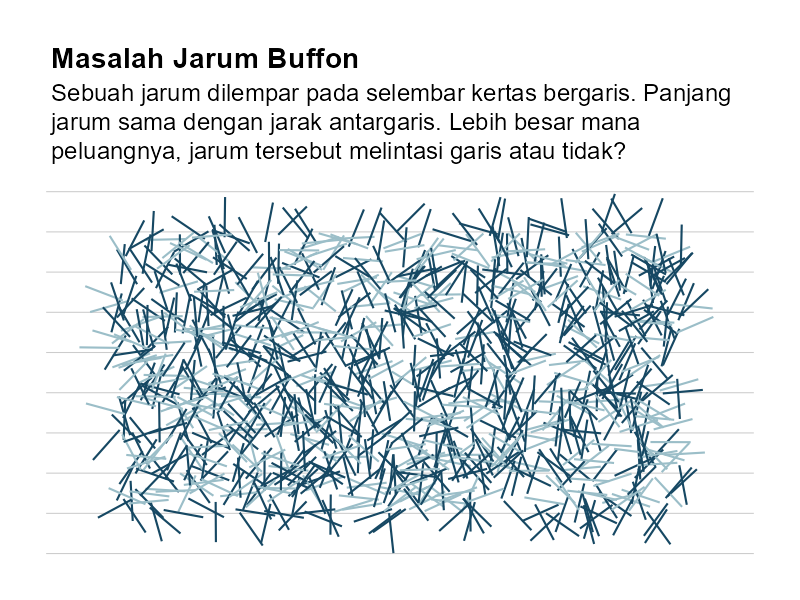 Masalah Jarum Buffon
Sebuah jarum dilempar pada selembar kertas bergaris. Panjang
jarum sama dengan jarak antargaris. Lebih besar mana
peluangnya, jarum tersebut melintasi garis atau tidak?